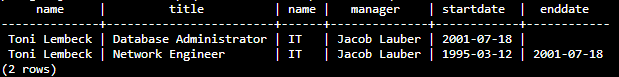 name | title | name | manager | startdate | enddate
--------------+------------------------+------+--------------+------------+------------
Toni Lembeck | Database Administrator | IT | Jacob Lauber | 2001-07-18 |
Toni Lembeck | Network Engineer | IT | Jacob Lauber | 1995-03-12 | 2001-07-18
(2 rows)